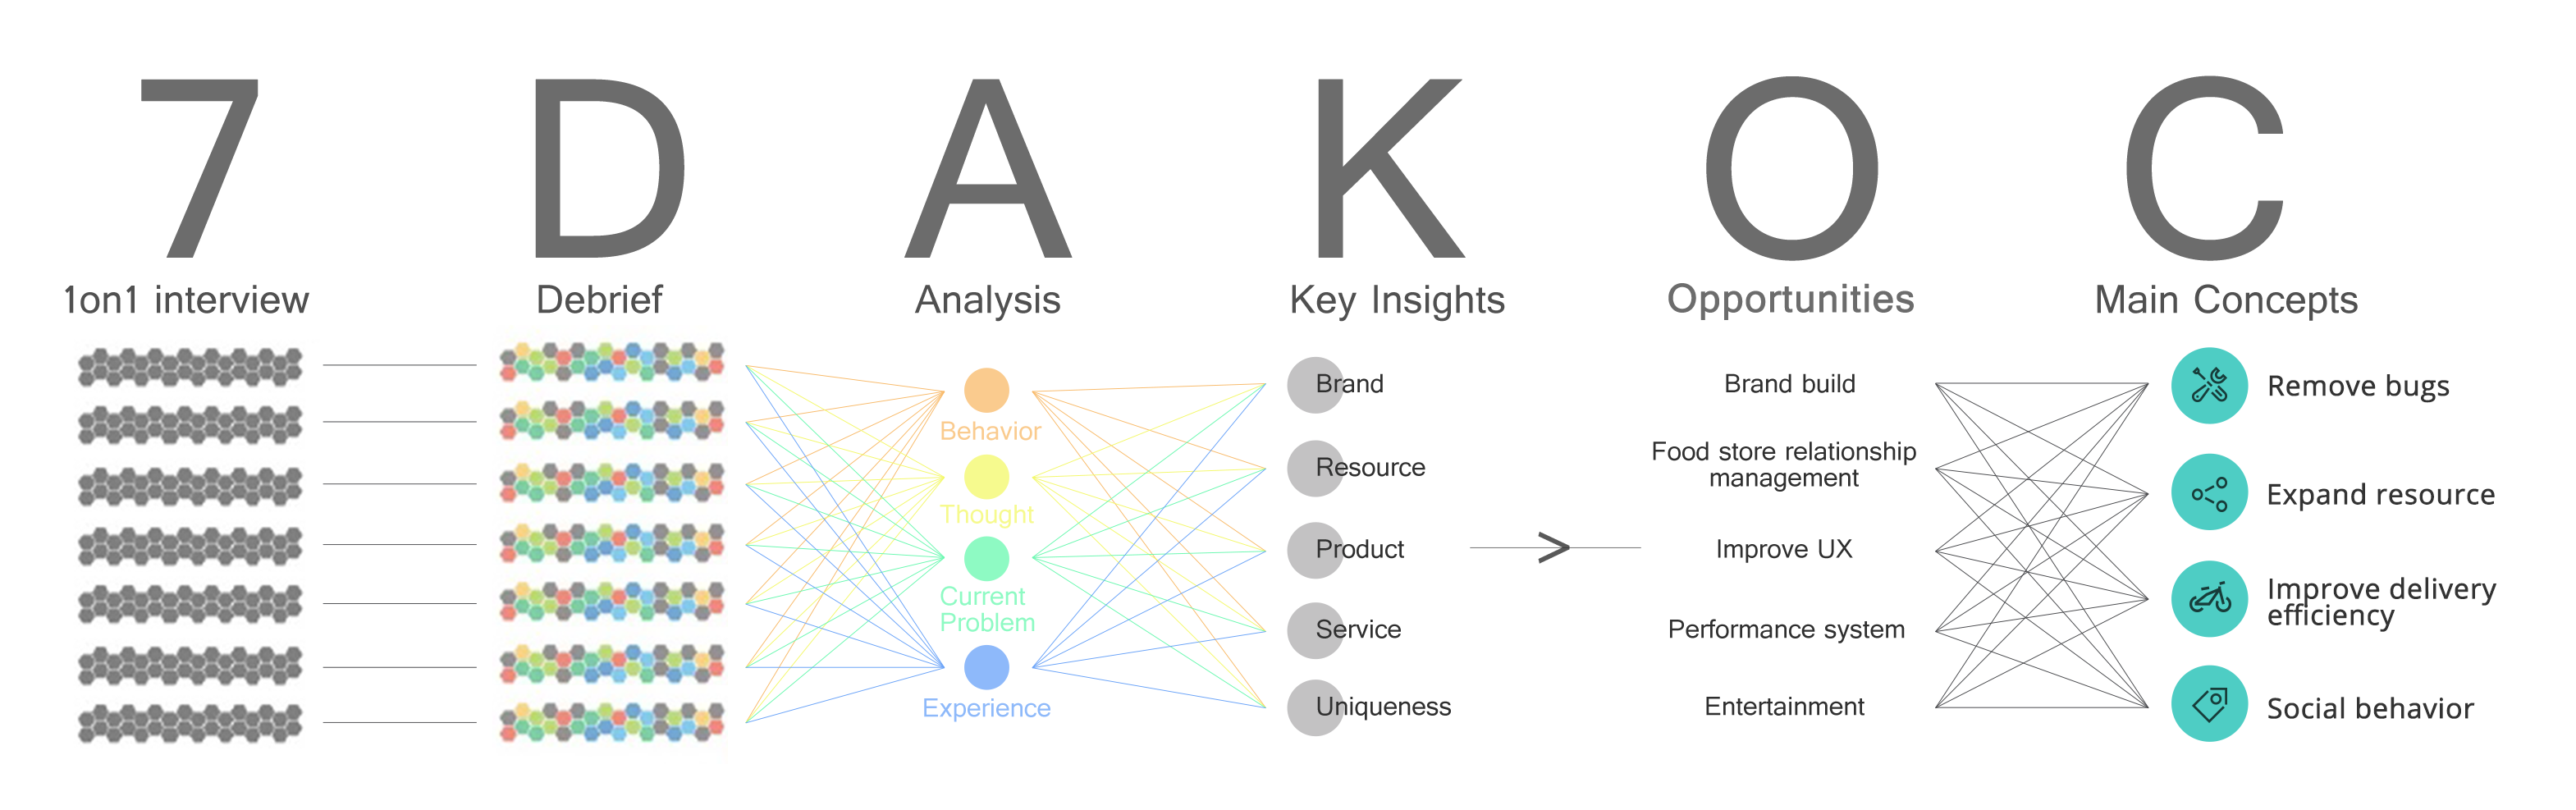 7 D A K O C
1on1 interview
Debrief
Analysis
Key Insights
Opportunities
Main Concepts
Behavior
Thought
Current
Problem
Experience
Brand
Resource
Product
Service
Uniqueness
>
Brand build
Food store relationship
management
Improve UX
Performance system
Entertainment
Remove bugs
Expand resource
Improve delivery
efficiency
Social behavior